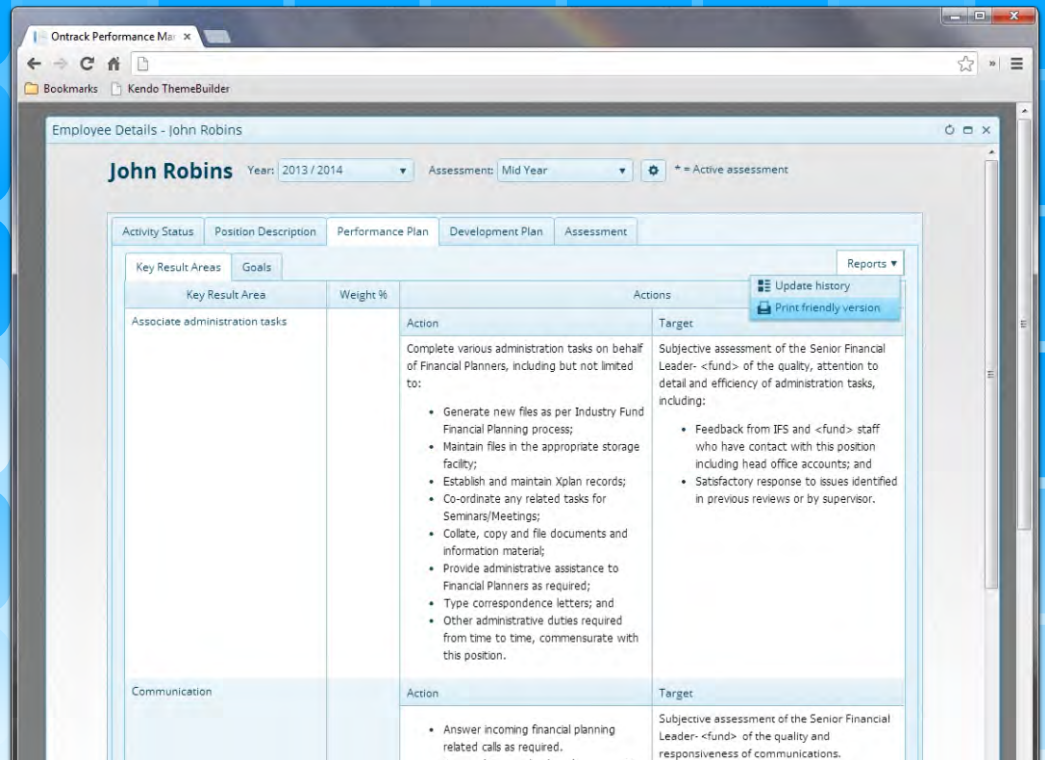 Ontrack Performance Mar
Bookmarks Kendo ThemeBuilder
Employee Details - John Robins
John Robins Year: 2013 / 2014 Assessment: Mid Year * = Active assessment
Activity Status Position Description Performance Plan Development Plan Assessment
Key Result Areas Goals Reports
Update history
Print friendly version
Key Result Area Weight % Actions
Associate administration tasks
Action
Complete various administration tasks on behalf
of Financial Planners, including but not limited
to:
• Generate new files as per Industry Fund
Financial Planning process;
• Maintain files in the appropriate storage
facility;
• Establish and maintain Xplan records;
• Co-ordinate any related tasks for
Seminars/Meetings;
• Collate, copy and file documents and
information material;
• Provide administrative assistance to
Financial Planners as required;
• Type correspondence letters; and
• Other administrative duties required
from time to time, commensurate with
this position.
Target
Subjective assessment of the Senior Financial
Leader- <fund> of the quality, attention to
detail and efficiency of administration tasks,
including:
• Feedback from IFS and <fund> staff
who have contact with this position
including head office accounts; and
• Satisfactory response to issues identified
in previous reviews or by supervisor.
Communication
Action
• Answer incoming financial planning
related calls as required.
Target
Subjective assessment of the Senior Financial
Leader- <fund> of the quality and
responsiveness of communications.